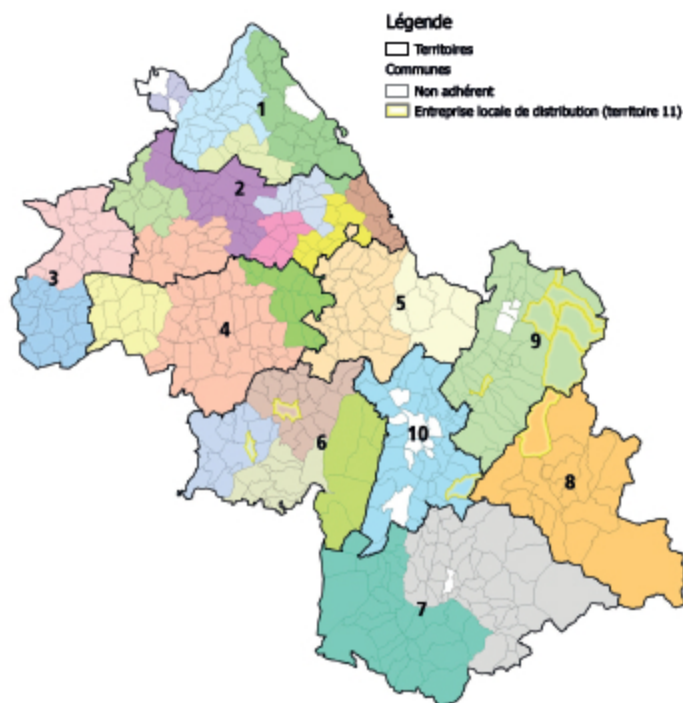 Légende
Territoires
Communes
Non adhérent
Entreprise locale de distribution (territoire 11)
1
2
3
4
5
9
6
10
8
7